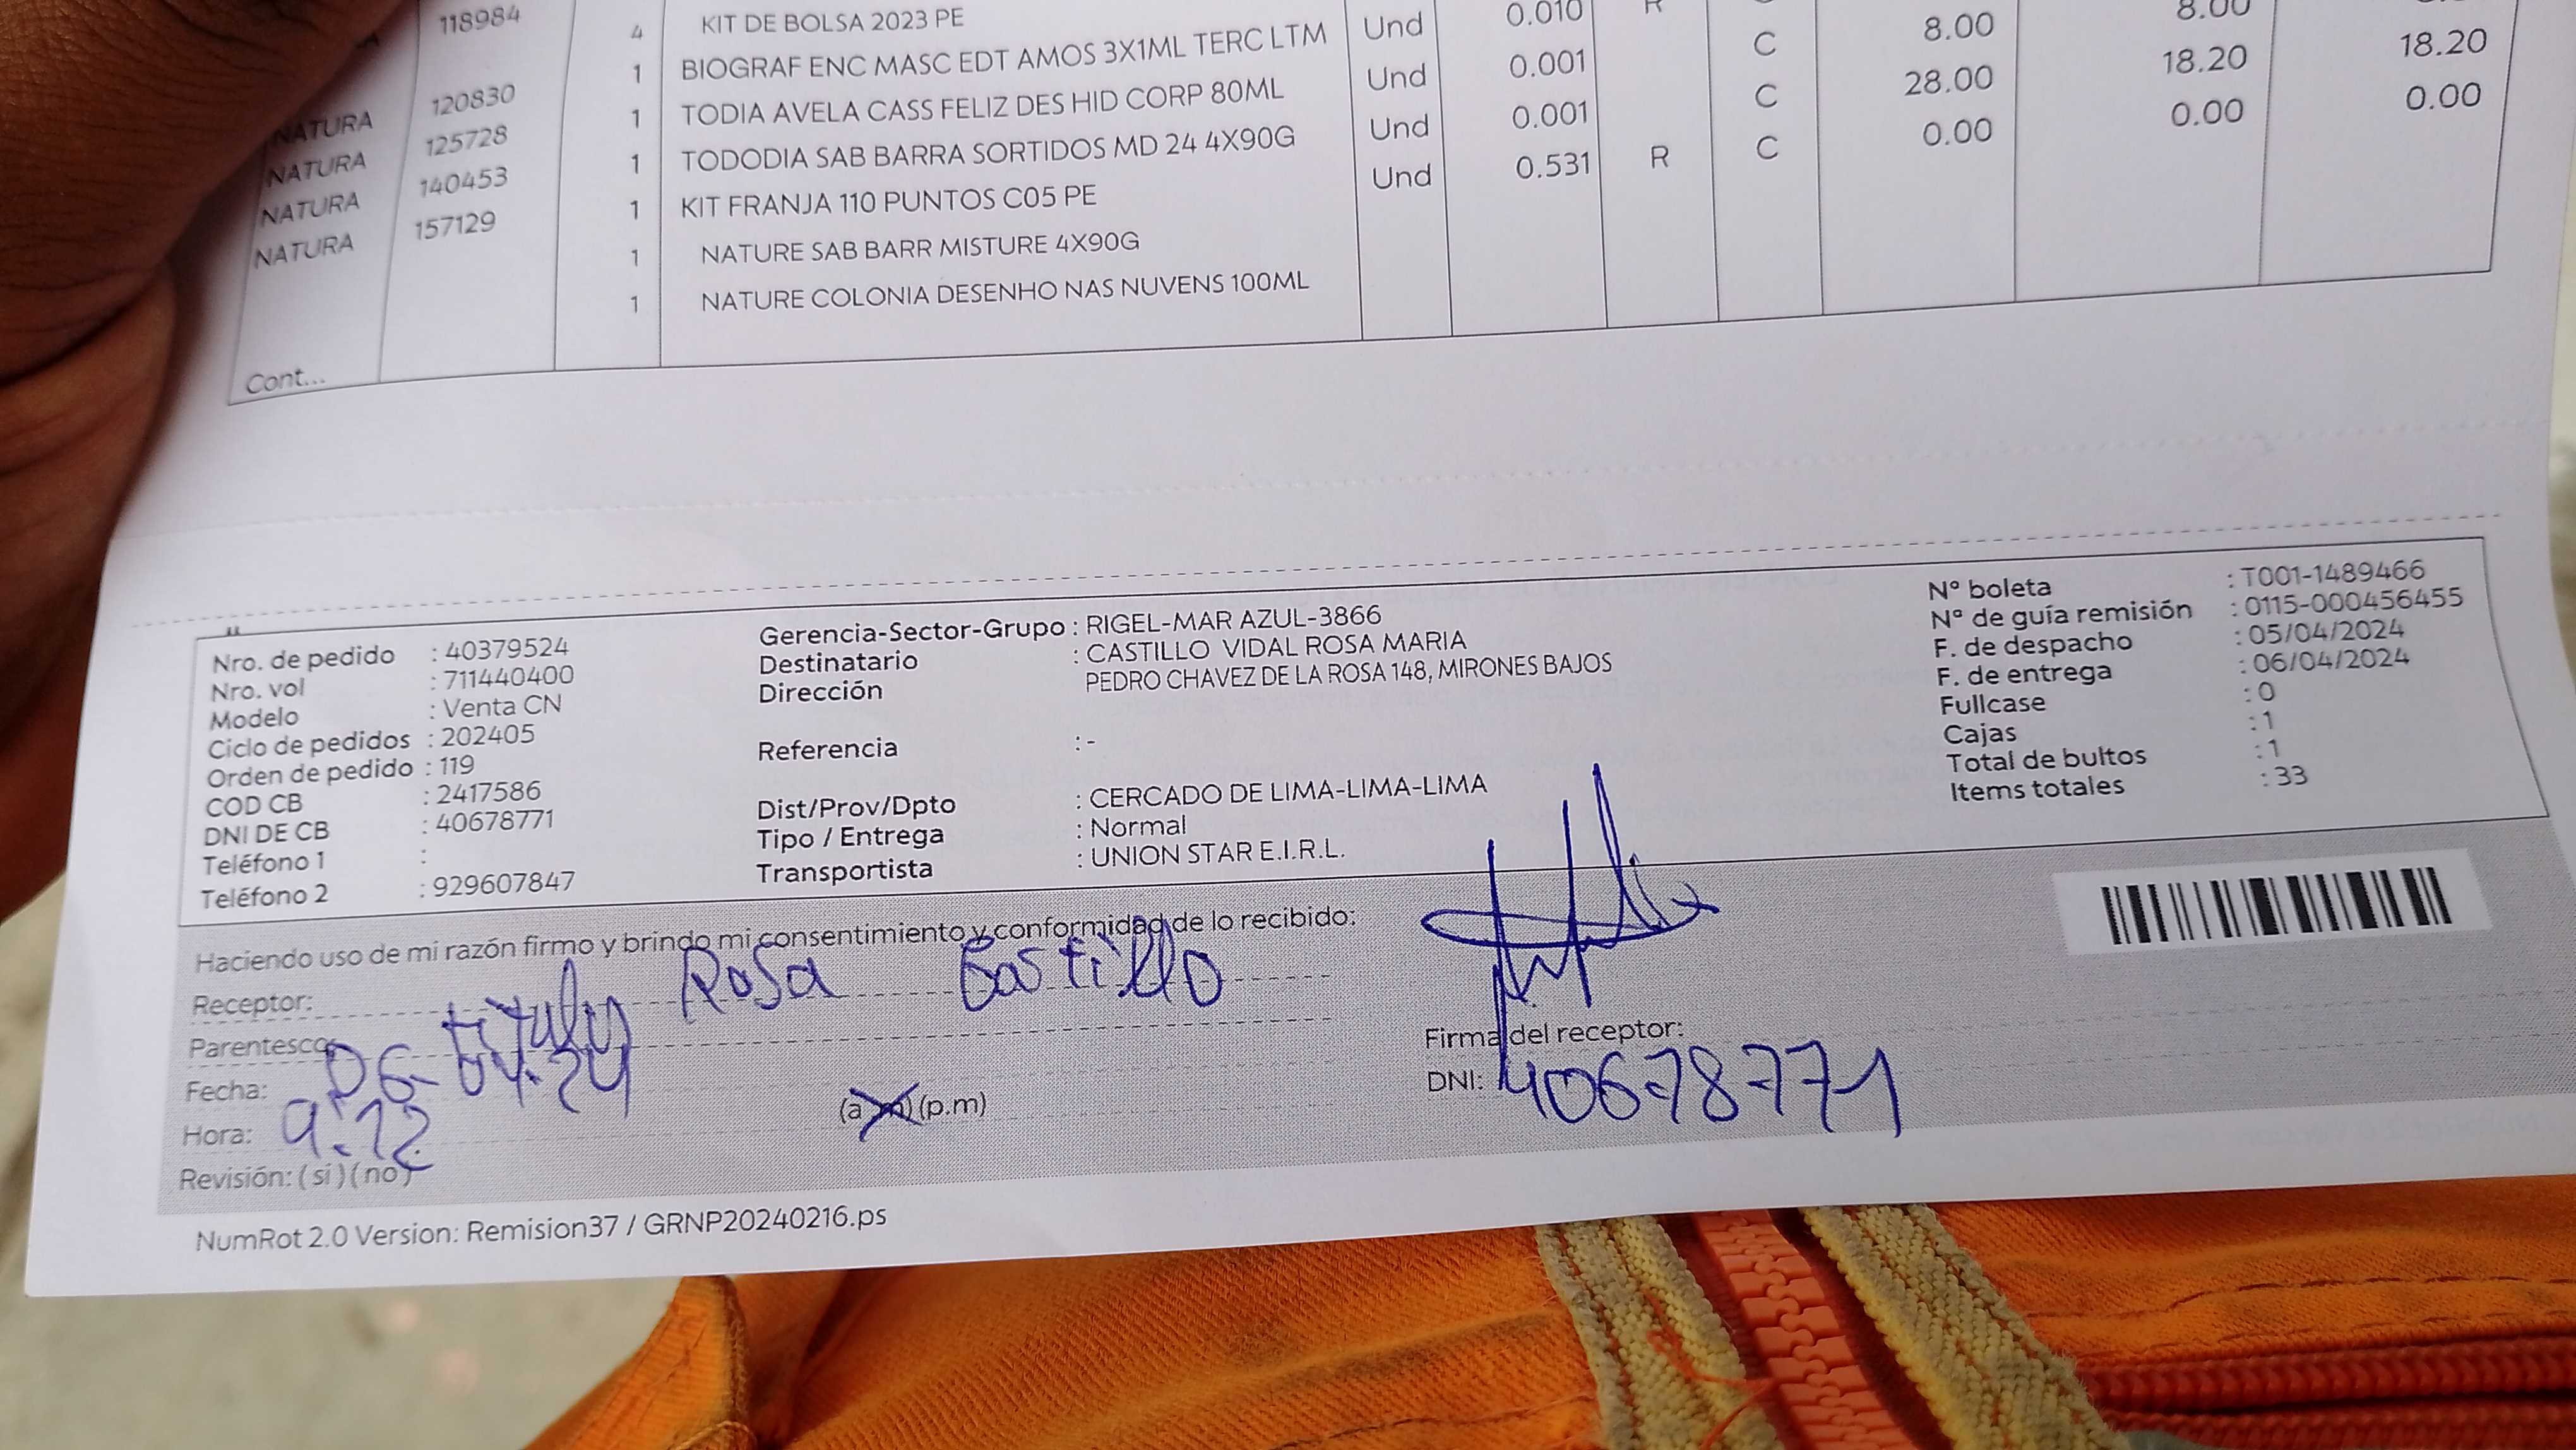 118984 4 KIT DE BOLSA 2023 PE Und 0.010 R 8.00
1 BIOGRAF ENC MASC EDT AMOS 3X1ML TERC LTM Und 0.001 C 8.00 18.20 18.20
NATURA 120830 1 TODIA AVELA CASS FELIZ DES HID CORP 80ML Und 0.001 C 28.00 0.00 0.00
NATURA 125728 1 TODODIA SAB BARRA SORTIDOS MD 24 4X90G Und 0.531 R C 0.00
NATURA 140453 1 KIT FRANJA 110 PUNTOS C05 PE
NATURA 157129 1 NATURE SAB BARR MISTURE 4X90G
1 NATURE COLONIA DESENHO NAS NUVENS 100ML
Cont...
Nro. de pedido : 40379524
Nro. vol : 711440400
Modelo : Venta CN
Ciclo de pedidos : 202405
Orden de pedido : 119
COD CB : 2417586
DNI DE CB : 40678771
Teléfono 1 :
Teléfono 2 : 929607847
Gerencia-Sector-Grupo : RIGEL-MAR AZUL-3866
Destinatario : CASTILLO VIDAL ROSA MARIA
Dirección PEDRO CHAVEZ DE LA ROSA 148, MIRONES BAJOS
Referencia : -
Dist/Prov/Dpto : CERCADO DE LIMA-LIMA-LIMA
Tipo / Entrega : Normal
Transportista : UNION STAR E.I.R.L.
Nº boleta : T001-1489466
Nº de guía remisión : 0115-000456455
F. de despacho : 05/04/2024
F. de entrega : 06/04/2024
Fullcase : 0
Cajas : 1
Total de bultos : 1
Items totales : 33
Haciendo uso de mi razón firmo y brindo mi consentimiento y conformidad de lo recibido:
Receptor: Rosa Castillo
Parentesco:
Fecha: 06-04-24
Hora: 9:12 (a.m) (p.m)
Revisión: (si) (no)
Firma del receptor:
DNI: 40678771
NumRot 2.0 Version: Remision37 / GRNP20240216.ps